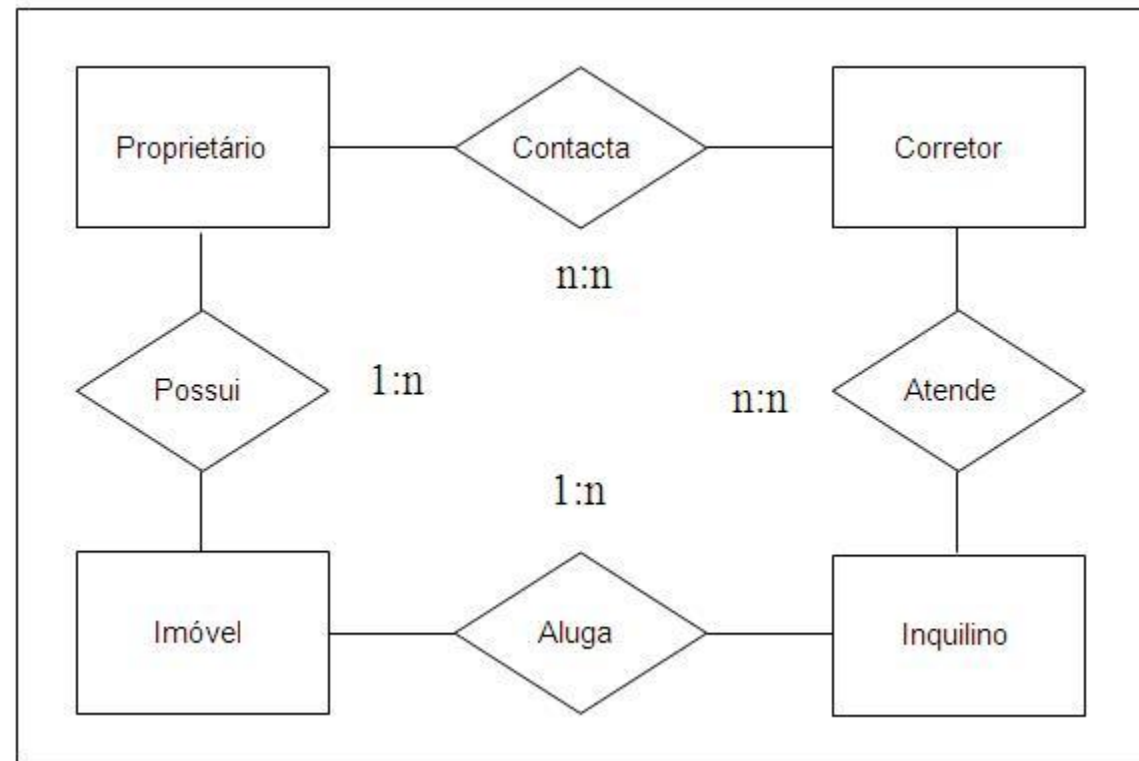 Proprietário
Contacta
Corretor
n:n
Possui
1:n
n:n
Atende
1:n
Imóvel
Aluga
Inquilino